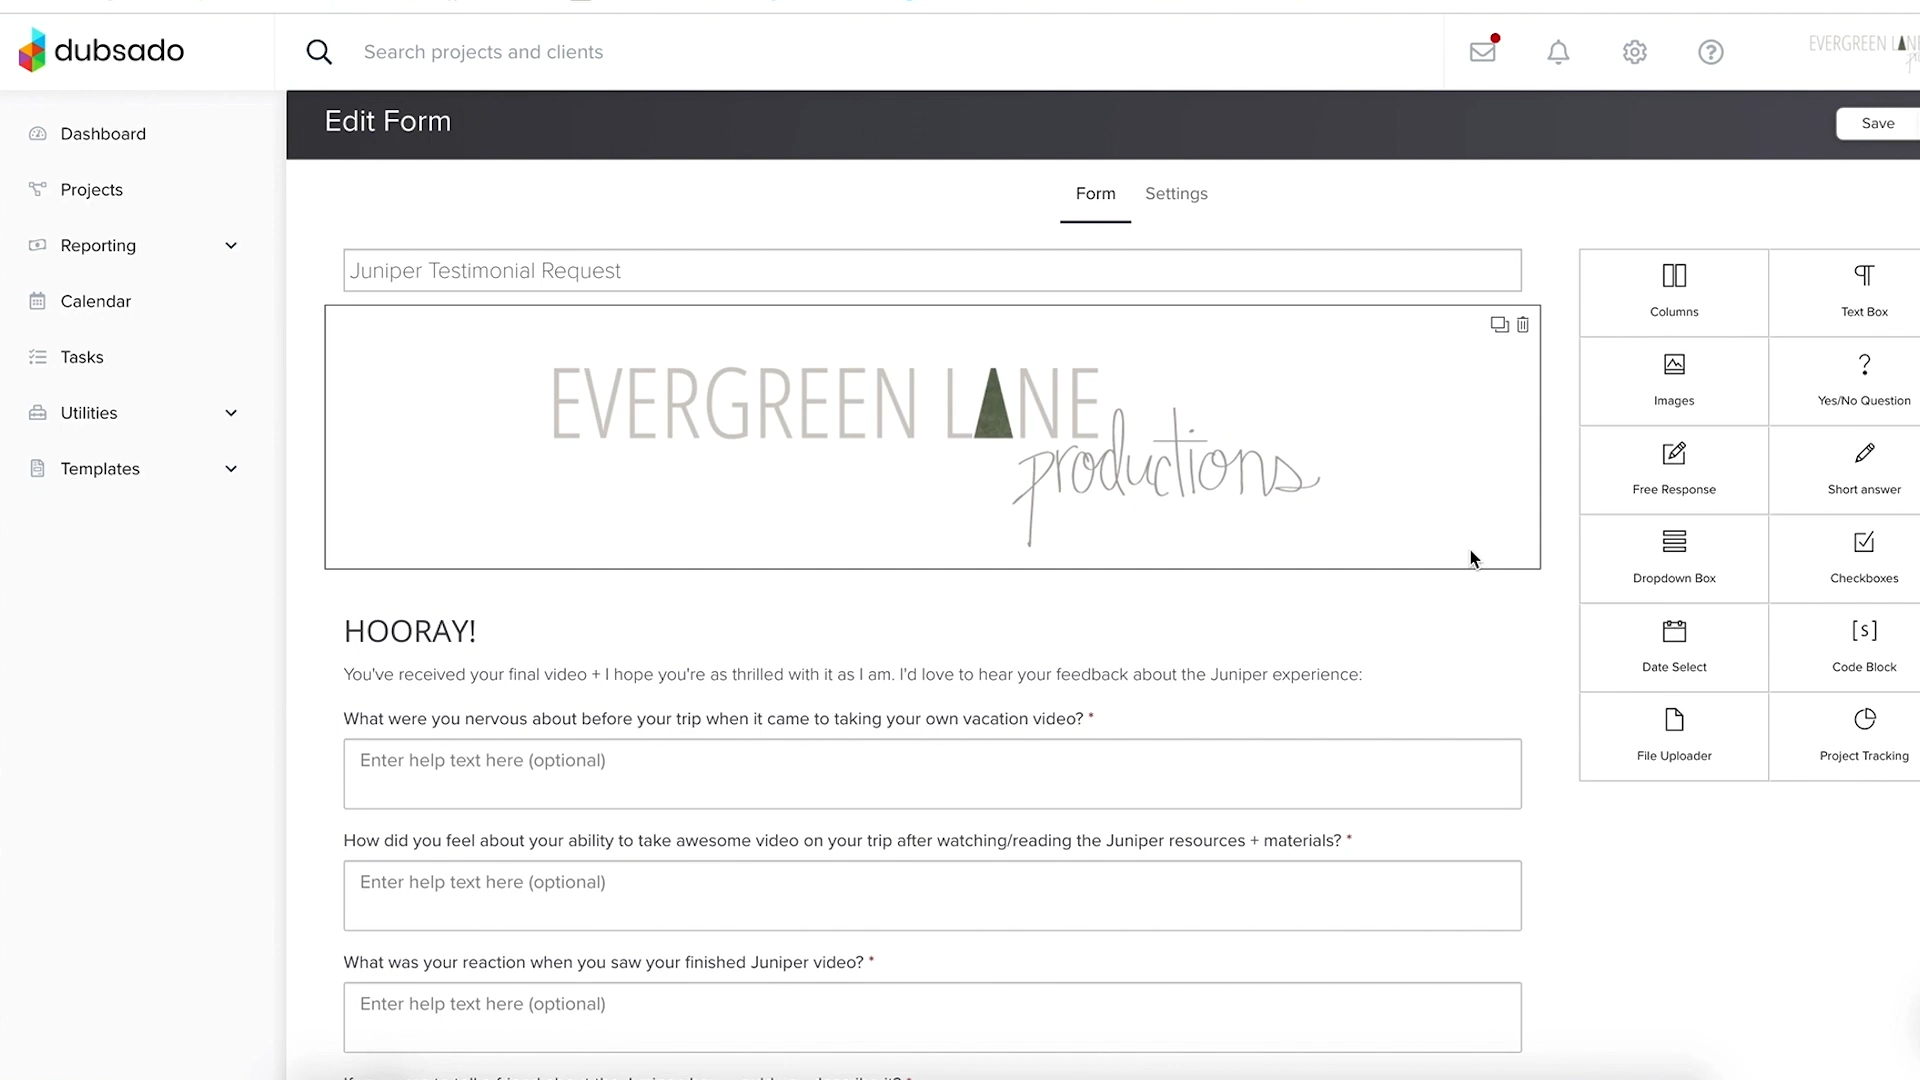 dubsado
Search projects and clients
EVERGREEN LANE
Dashboard
Projects
Reporting
Calendar
Tasks
Utilities
Templates
Edit Form
Save
Form
Settings
Juniper Testimonial Request
EVERGREEN LANE
productions
HOORAY!
You've received your final video + I hope you're as thrilled with it as I am. I'd love to hear your feedback about the Juniper experience:
What were you nervous about before your trip when it came to taking your own vacation video? *
Enter help text here (optional)
How did you feel about your ability to take awesome video on your trip after watching/reading the Juniper resources + materials? *
Enter help text here (optional)
What was your reaction when you saw your finished Juniper video? *
Enter help text here (optional)
Columns
Text Box
Images
Yes/No Question
Free Response
Short answer
Dropdown Box
Checkboxes
Date Select
[s]
Code Block
File Uploader
Project Tracking